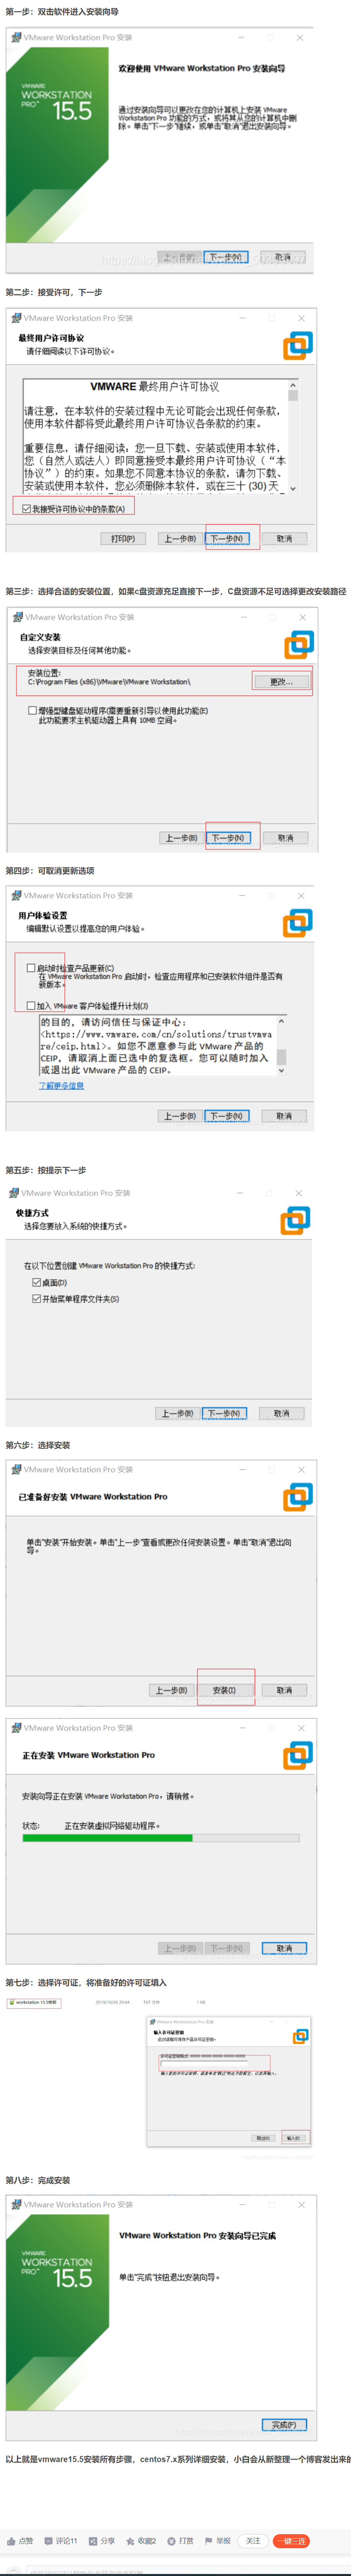 第一步：双击软件进入安装向导
VMware Workstation Pro 安装
VMWARE
WORKSTATION
PRO™ 15.5
欢迎使用 VMware Workstation Pro 安装向导
通过安装向导可以更改在您的计算机上安装 VMware
Workstation Pro 功能的方式，或将其从您的计算机中删
除。单击"下一步"继续，或单击"取消"退出安装向导。
上一步(B) 下一步(N) 取消
第二步：接受许可，下一步
VMware Workstation Pro 安装
最终用户许可协议
请仔细阅读以下许可协议。
VMWARE 最终用户许可协议
请注意，在本软件的安装过程中无论可能会出现任何条款，
使用本软件都将受此最终用户许可协议各条款的约束。
重要信息，请仔细阅读：您一旦下载、安装或使用本软件，
您（自然人或法人）即同意接受本最终用户许可协议（“本
协议”）的约束。如果您不同意本协议的条款，请勿下载、
安装或使用本软件，您必须删除本软件，或在三十 (30) 天
我接受许可协议中的条款(A)
打印(P) 上一步(B) 下一步(N) 取消
第三步：选择合适的安装位置，如果c盘资源充足直接下一步，C盘资源不足可选择更改安装路径
VMware Workstation Pro 安装
自定义安装
选择安装目标及任何其他功能。
安装位置:
C:\Program Files (x86)\VMware\VMware Workstation\
更改...
增强型键盘驱动程序(需要重新引导以使用此功能(E)
此功能要求主机驱动器上具有 10MB 空间。
上一步(B) 下一步(N) 取消
第四步：可取消更新选项
VMware Workstation Pro 安装
用户体验设置
编辑默认设置以提高您的用户体验。
启动时检查产品更新(C)
在 VMware Workstation Pro 启动时，检查应用程序和已安装软件组件是否有
新版本。
加入 VMware 客户体验提升计划(J)
的目的，请访问信任与保证中心：
<https://www.vmware.com/cn/solutions/trustvmwa
re/ceip.html>。如您不愿意参与此 VMware 产品的
CEIP，请取消上面已选中的复选框。您可以随时加入
或退出此 VMware 产品的 CEIP。
了解更多信息
上一步(B) 下一步(N) 取消
第五步：按提示下一步
VMware Workstation Pro 安装
快捷方式
选择您要放入系统的快捷方式。
在以下位置创建 VMware Workstation Pro 的快捷方式:
桌面(D)
开始菜单程序文件夹(S)
上一步(B) 下一步(N) 取消
第六步：选择安装
VMware Workstation Pro 安装
已准备好安装 VMware Workstation Pro
单击"安装"开始安装。单击"上一步"查看或更改任何安装设置。单击"取消"退出向
导。
上一步(B) 安装(I) 取消
VMware Workstation Pro 安装
正在安装 VMware Workstation Pro
安装向导正在安装 VMware Workstation Pro，请稍候。
状态: 正在安装虚拟网络驱动程序。
上一步(B) 下一步(N) 取消
第七步：选择许可证，将准备好的许可证填入
VMware Workstation Pro 安装
输入许可证密钥
许可证密钥格式: XXXXX-XXXXX-XXXXX-XXXXX-XXXXX
跳过(S) 输入(E)
第八步：完成安装
VMware Workstation Pro 安装
VMWARE
WORKSTATION
PRO™ 15.5
VMware Workstation Pro 安装向导已完成
单击"完成"按钮退出安装向导。
完成(F)
以上就是vmware15.5安装所有步骤，centos7.x系列详细安装，小白会从新整理一个博客发出来的
点赞 评论11 分享 收藏2 打赏 举报 关注 一键三连